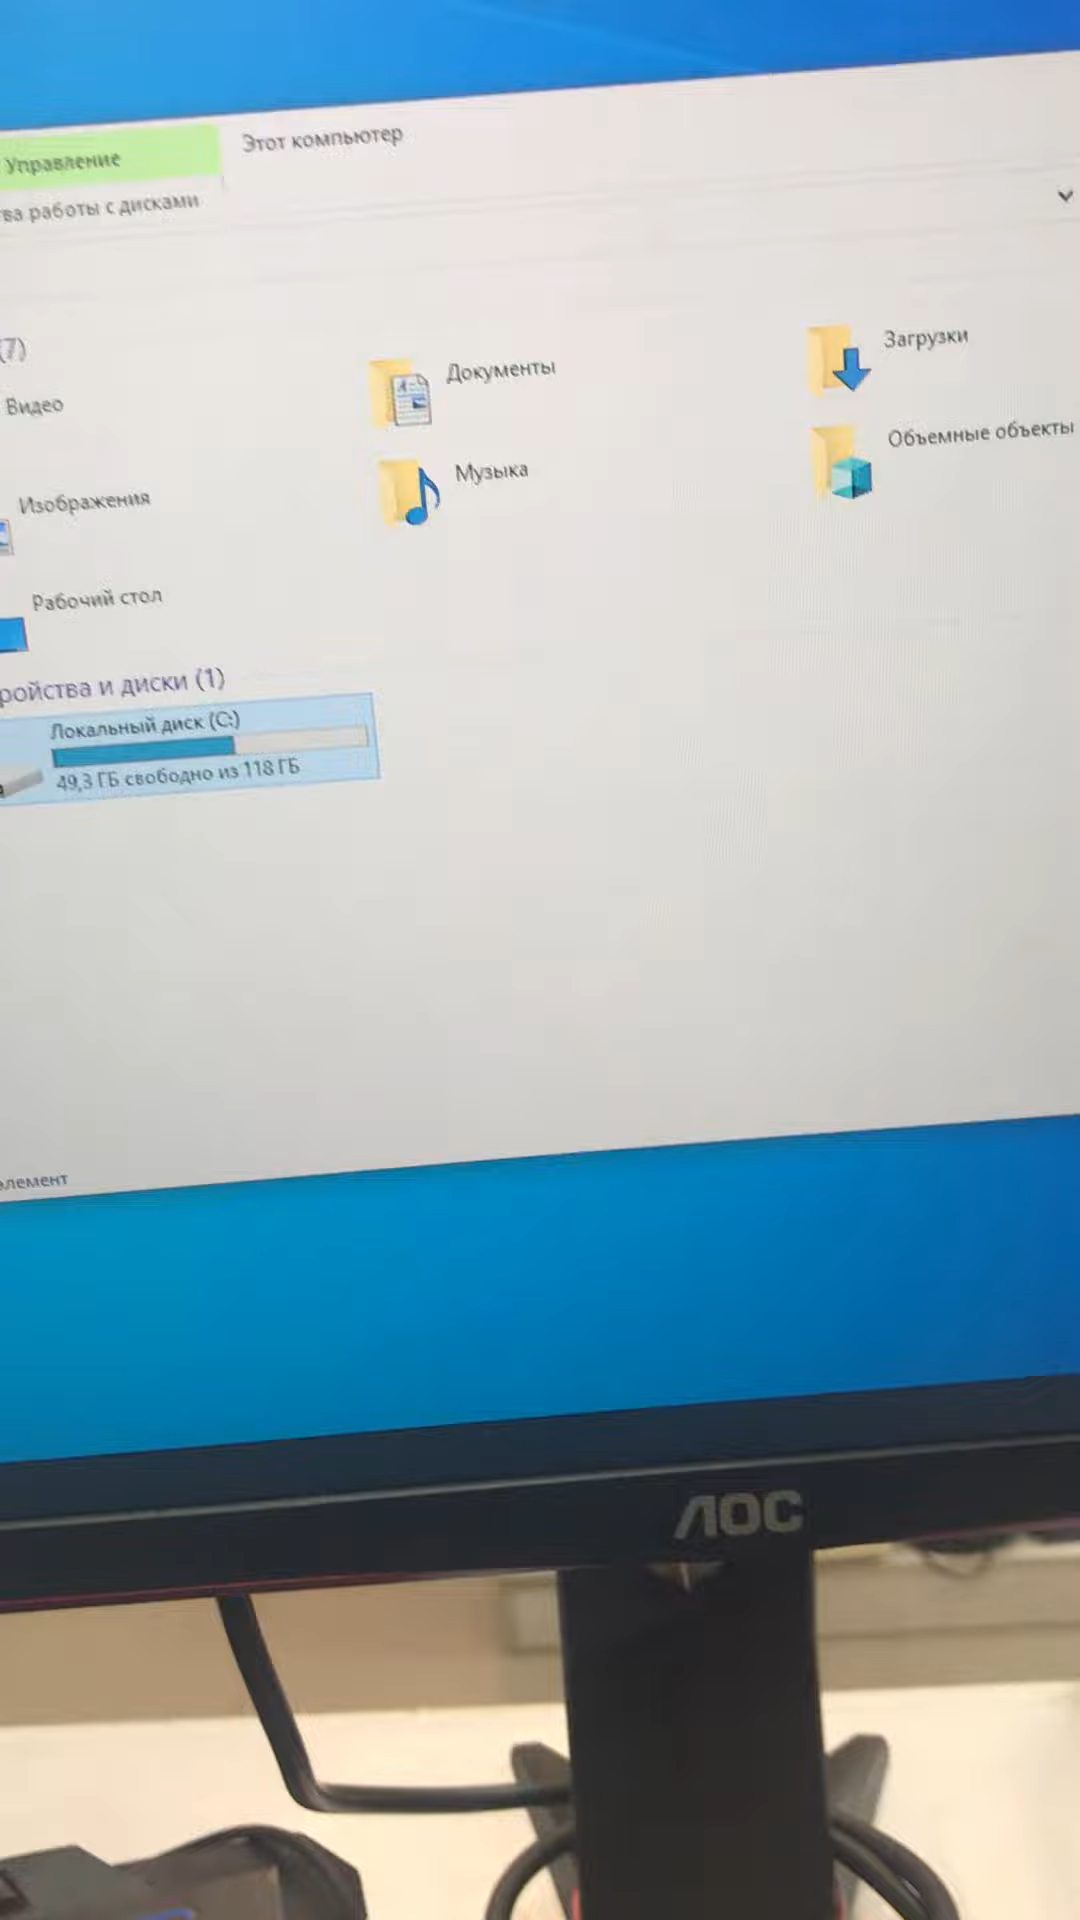 Управление
Этот компьютер
ва работы с дисками
(7)
Видео
Документы
Загрузки
Изображения
Музыка
Объемные объекты
Рабочий стол
ройства и диски (1)
Локальный диск (C:)
49,3 ГБ свободно из 118 ГБ
элемент
AOC